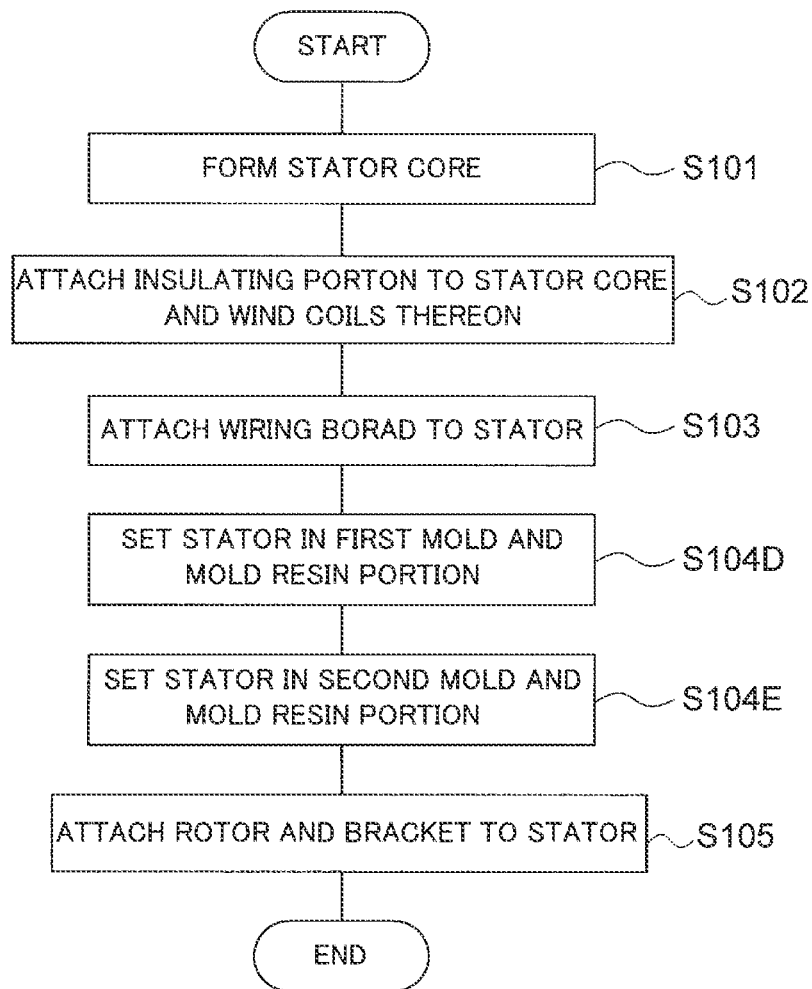 START
FORM STATOR CORE
S101
ATTACH INSULATING PORTON TO STATOR CORE
AND WIND COILS THEREON
S102
ATTACH WIRING BORAD TO STATOR
S103
SET STATOR IN FIRST MOLD AND
MOLD RESIN PORTION
S104D
SET STATOR IN SECOND MOLD AND
MOLD RESIN PORTION
S104E
ATTACH ROTOR AND BRACKET TO STATOR
S105
END